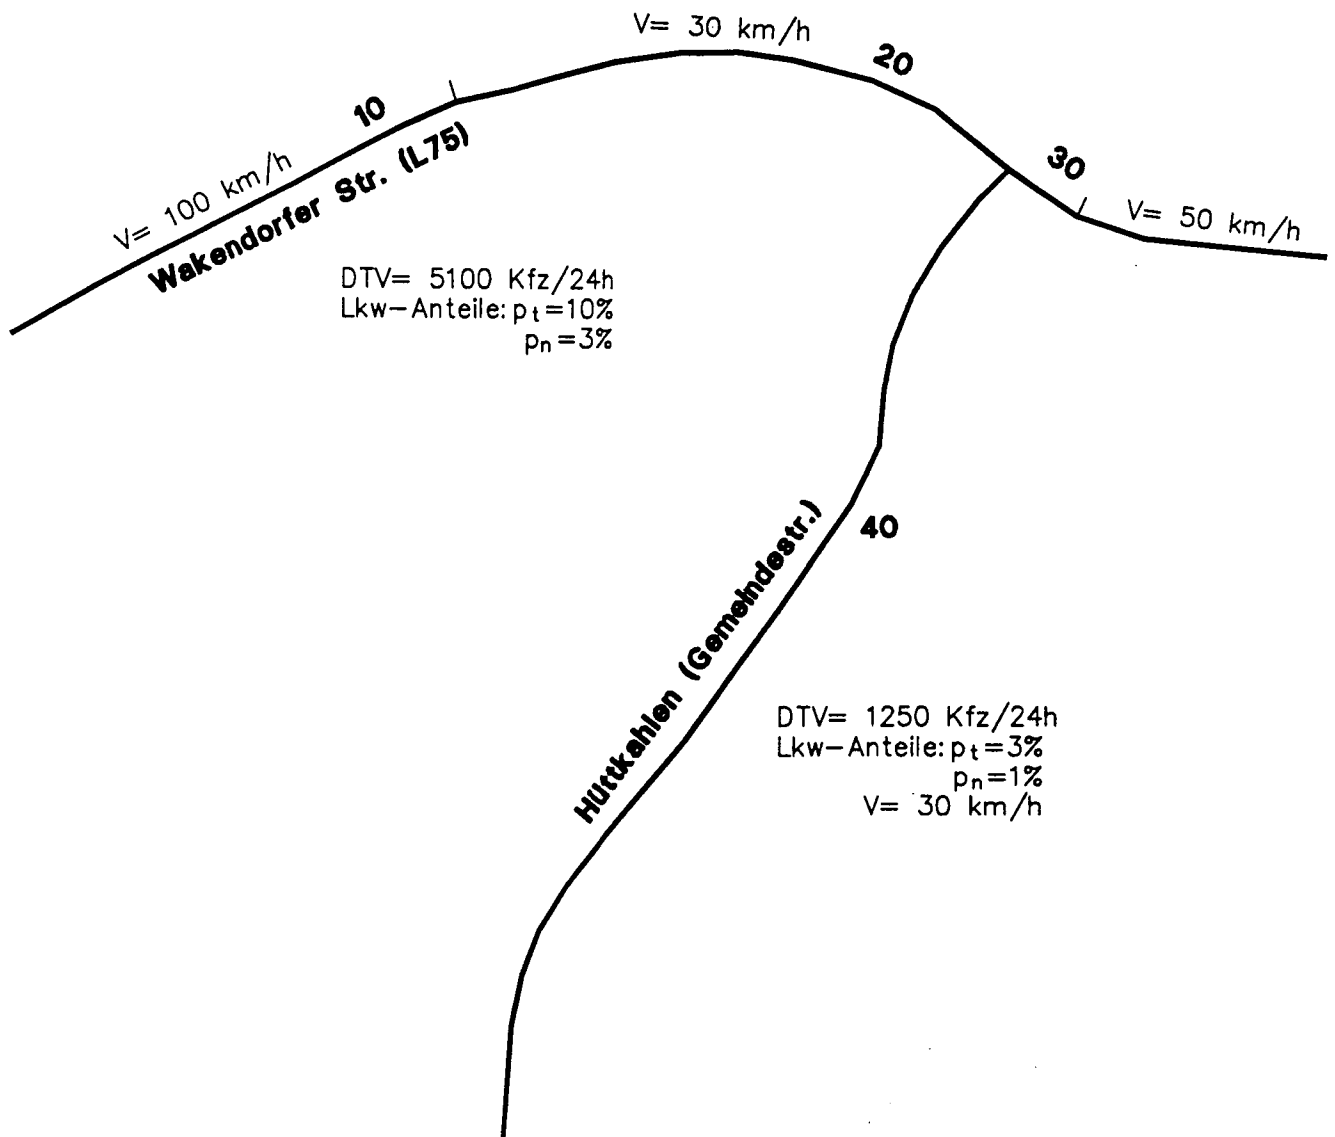 V= 30 km/h
20
10
V= 100 km/h
Wakendorfer Str. (L75)
30
V= 50 km/h
DTV= 5100 Kfz/24h
Lkw-Anteile: pt=10%
pn=3%
40
Hüttkahlen (Gemeindestr.)
DTV= 1250 Kfz/24h
Lkw-Anteile: pt=3%
pn=1%
V= 30 km/h